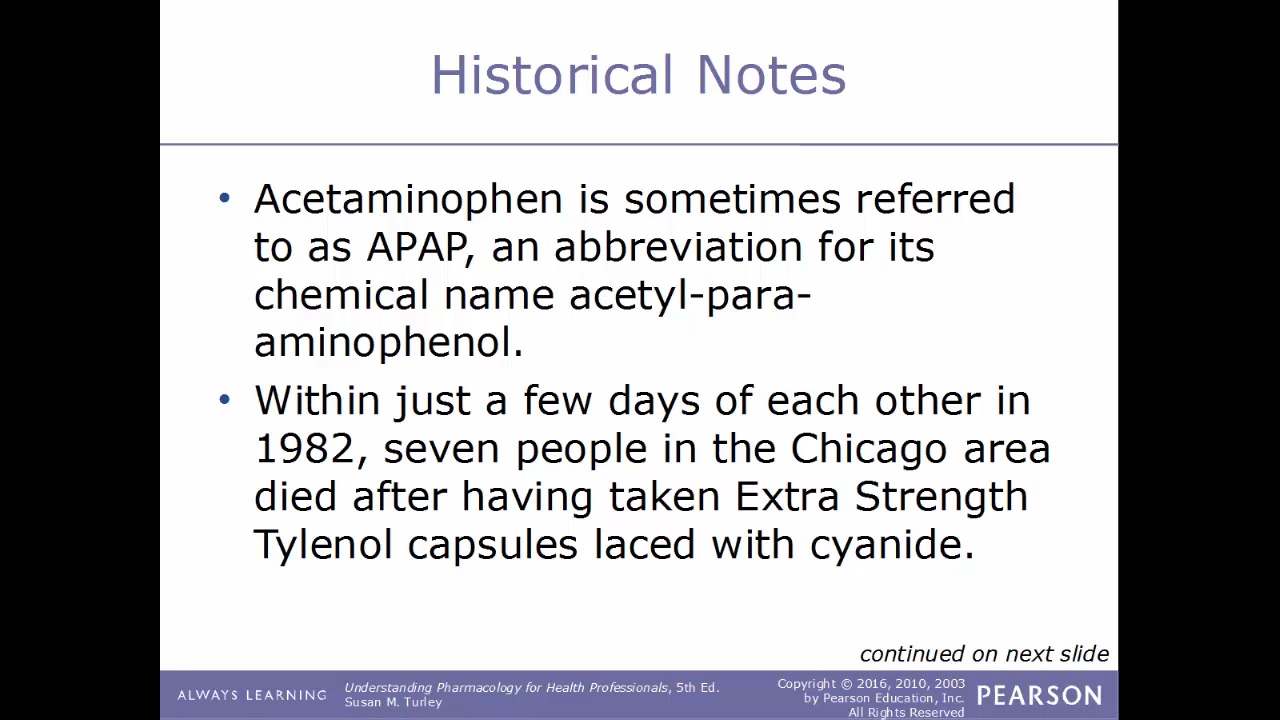 Historical Notes
• Acetaminophen is sometimes referred
to as APAP, an abbreviation for its
chemical name acetyl-para-
aminophenol.
• Within just a few days of each other in
1982, seven people in the Chicago area
died after having taken Extra Strength
Tylenol capsules laced with cyanide.
continued on next slide
ALWAYS LEARNING
Understanding Pharmacology for Health Professionals, 5th Ed.
Susan M. Turley
Copyright © 2016, 2010, 2003
by Pearson Education, Inc.
All Rights Reserved
PEARSON